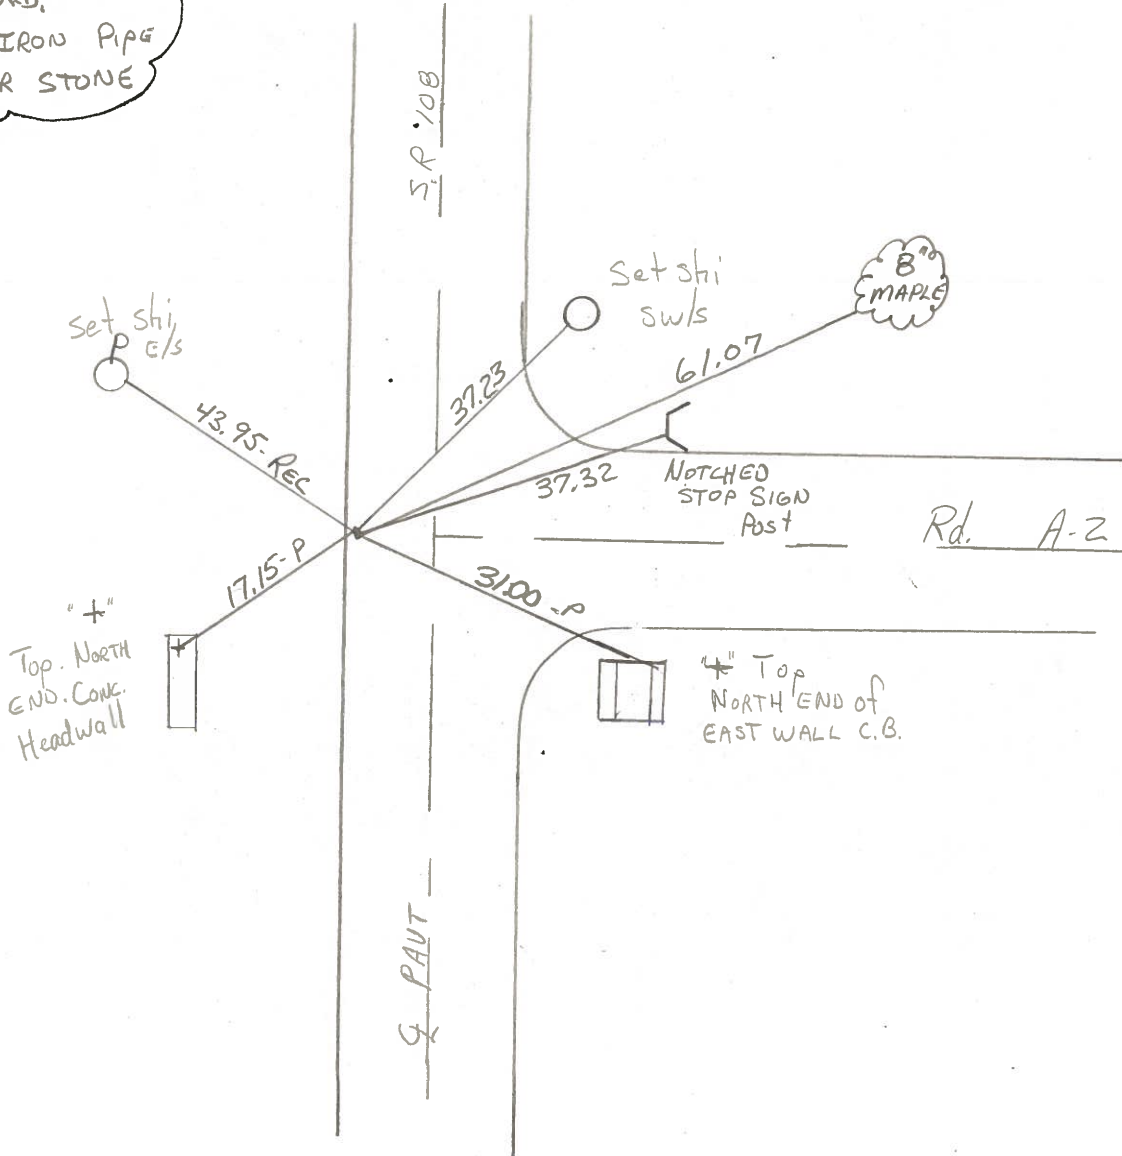 IRON PIPE
R STONE
S.R. 108
Set shi
SW/S
8"
MAPLE
Set shi
P E/S
61.07
37.23
43.95-REC
37.32
NOTCHED
STOP SIGN
Post
Rd. A-2
17.15-P
31.00-P
"+"
Top. NORTH
END. CONC.
Headwall
"+" Top
NORTH END of
EAST WALL C.B.
℄ PAVT